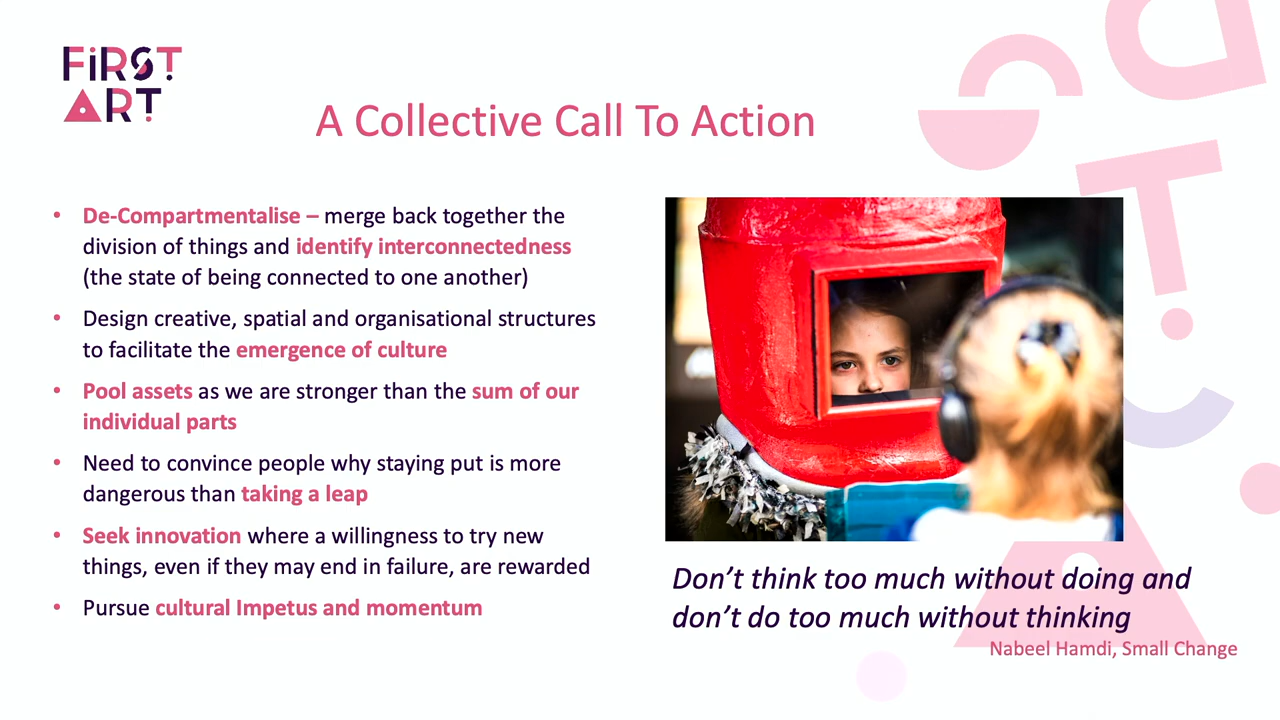 FiRST
ART
A Collective Call To Action
• De-Compartmentalise – merge back together the
division of things and identify interconnectedness
(the state of being connected to one another)
• Design creative, spatial and organisational structures
to facilitate the emergence of culture
• Pool assets as we are stronger than the sum of our
individual parts
• Need to convince people why staying put is more
dangerous than taking a leap
• Seek innovation where a willingness to try new
things, even if they may end in failure, are rewarded
• Pursue cultural Impetus and momentum
Don’t think too much without doing and
don’t do too much without thinking
Nabeel Hamdi, Small Change